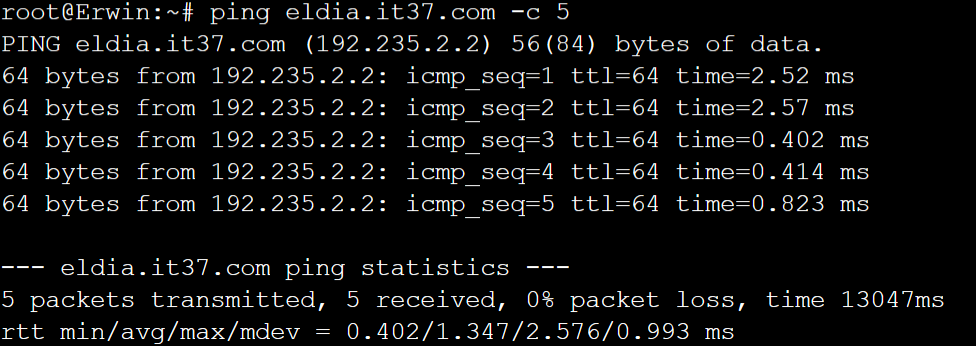 root@Erwin:~# ping eldia.it37.com -c 5
PING eldia.it37.com (192.235.2.2) 56(84) bytes of data.
64 bytes from 192.235.2.2: icmp_seq=1 ttl=64 time=2.52 ms
64 bytes from 192.235.2.2: icmp_seq=2 ttl=64 time=2.57 ms
64 bytes from 192.235.2.2: icmp_seq=3 ttl=64 time=0.402 ms
64 bytes from 192.235.2.2: icmp_seq=4 ttl=64 time=0.414 ms
64 bytes from 192.235.2.2: icmp_seq=5 ttl=64 time=0.823 ms
--- eldia.it37.com ping statistics ---
5 packets transmitted, 5 received, 0% packet loss, time 13047ms
rtt min/avg/max/mdev = 0.402/1.347/2.576/0.993 ms